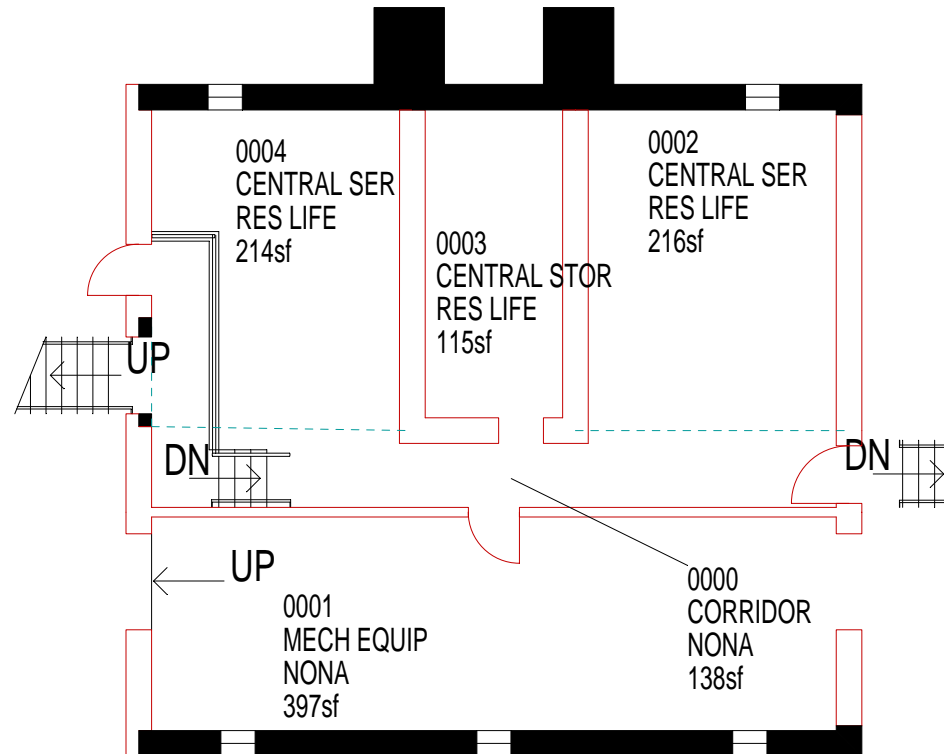 0004
CENTRAL SER
RES LIFE
214sf
0002
CENTRAL SER
RES LIFE
216sf
0003
CENTRAL STOR
RES LIFE
115sf
UP
DN
DN
UP
0001
MECH EQUIP
NONA
397sf
0000
CORRIDOR
NONA
138sf